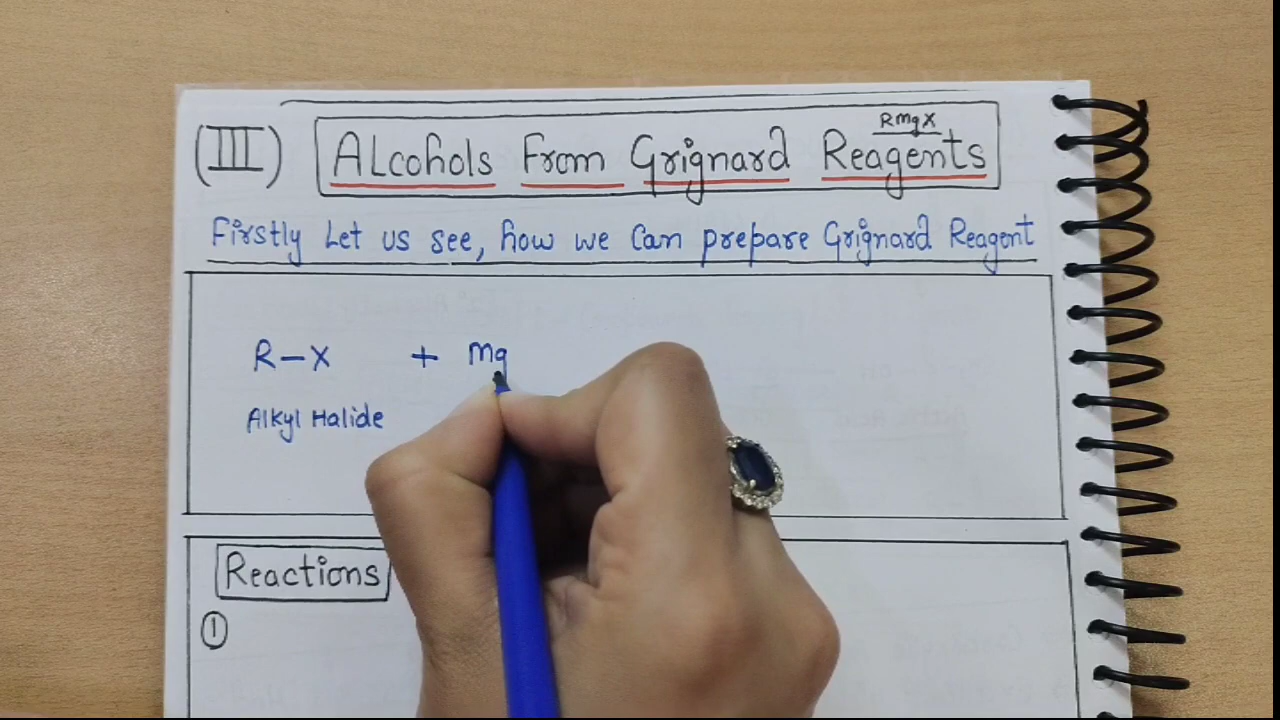 RMgX
(III) Alcohols From Grignard Reagents
Firstly Let us see, how we can prepare Grignard Reagent
R-X + Mg
Alkyl Halide
Reactions
①